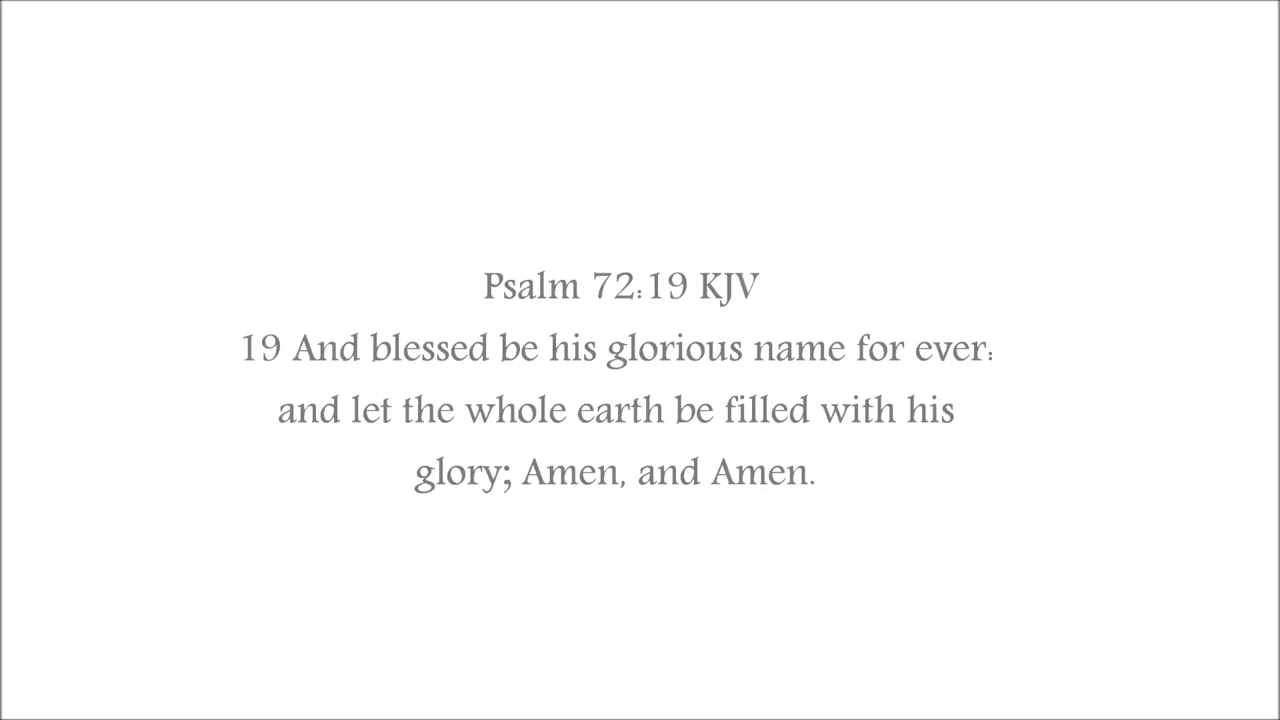 Psalm 72:19 KJV
19 And blessed be his glorious name for ever:
and let the whole earth be filled with his
glory; Amen, and Amen.